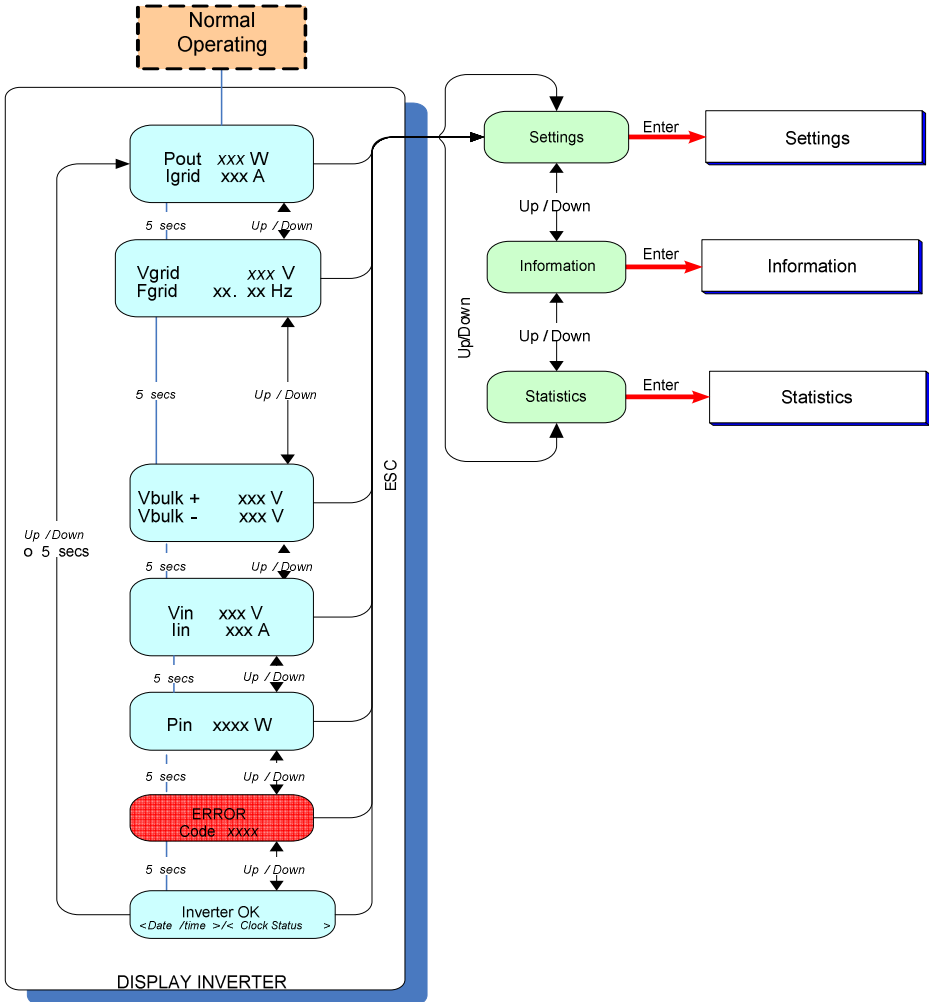 Normal
Operating
Pout xxx W
Igrid xxx A
5 secs
Up / Down
Vgrid xxx V
Fgrid xx. xx Hz
5 secs
Up / Down
Vbulk + xxx V
Vbulk - xxx V
5 secs
Up / Down
Vin xxx V
Iin xxx A
5 secs
Up / Down
Pin xxxx W
5 secs
Up / Down
ERROR
Code xxxx
5 secs
Up / Down
Inverter OK
<Date /time >/< Clock Status >
Up / Down
o 5 secs
ESC
DISPLAY INVERTER
Settings
Enter
Settings
Up / Down
Information
Enter
Information
Up/Down
Up / Down
Statistics
Enter
Statistics